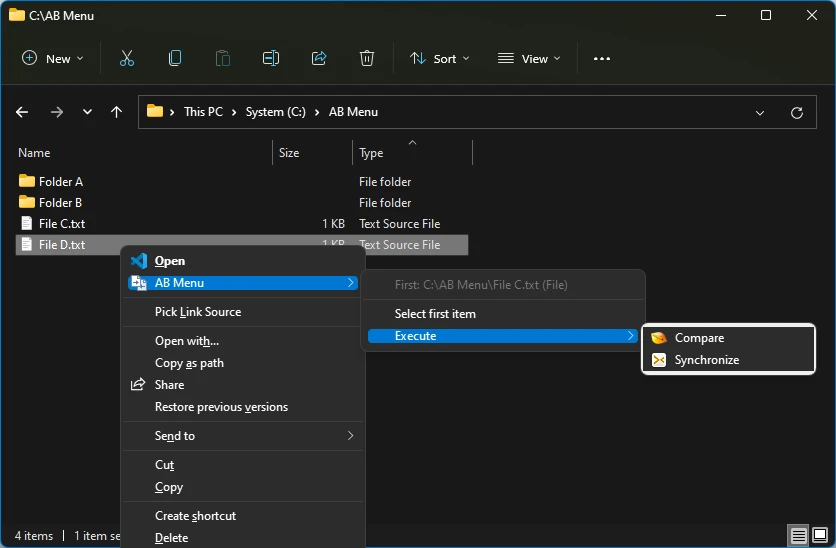 C:\AB Menu
New
Sort
View
This PC
System (C:)
AB Menu
Name
Size
Type
Folder A
File folder
Folder B
File folder
File C.txt
1 KB
Text Source File
File D.txt
1 KB
Text Source File
Open
AB Menu
Pick Link Source
Open with...
Copy as path
Share
Restore previous versions
Send to
Cut
Copy
Create shortcut
Delete
First: C:\AB Menu\File C.txt (File)
Select first item
Execute
Compare
Synchronize
4 items
1 item se